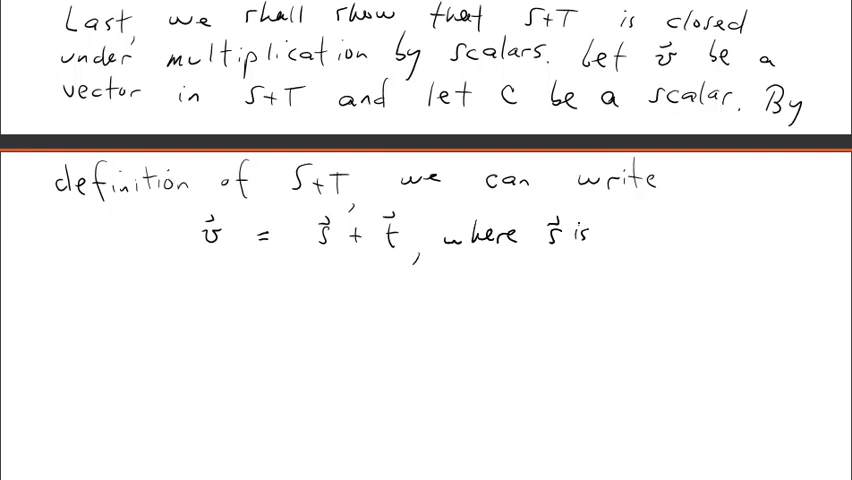 Last, we shall show that S+T is closed
under multiplication by scalars. Let v⃗ be a
vector in S+T and let c be a scalar. By
definition of S+T, we can write
v⃗ = s⃗ + t⃗, where s⃗ is